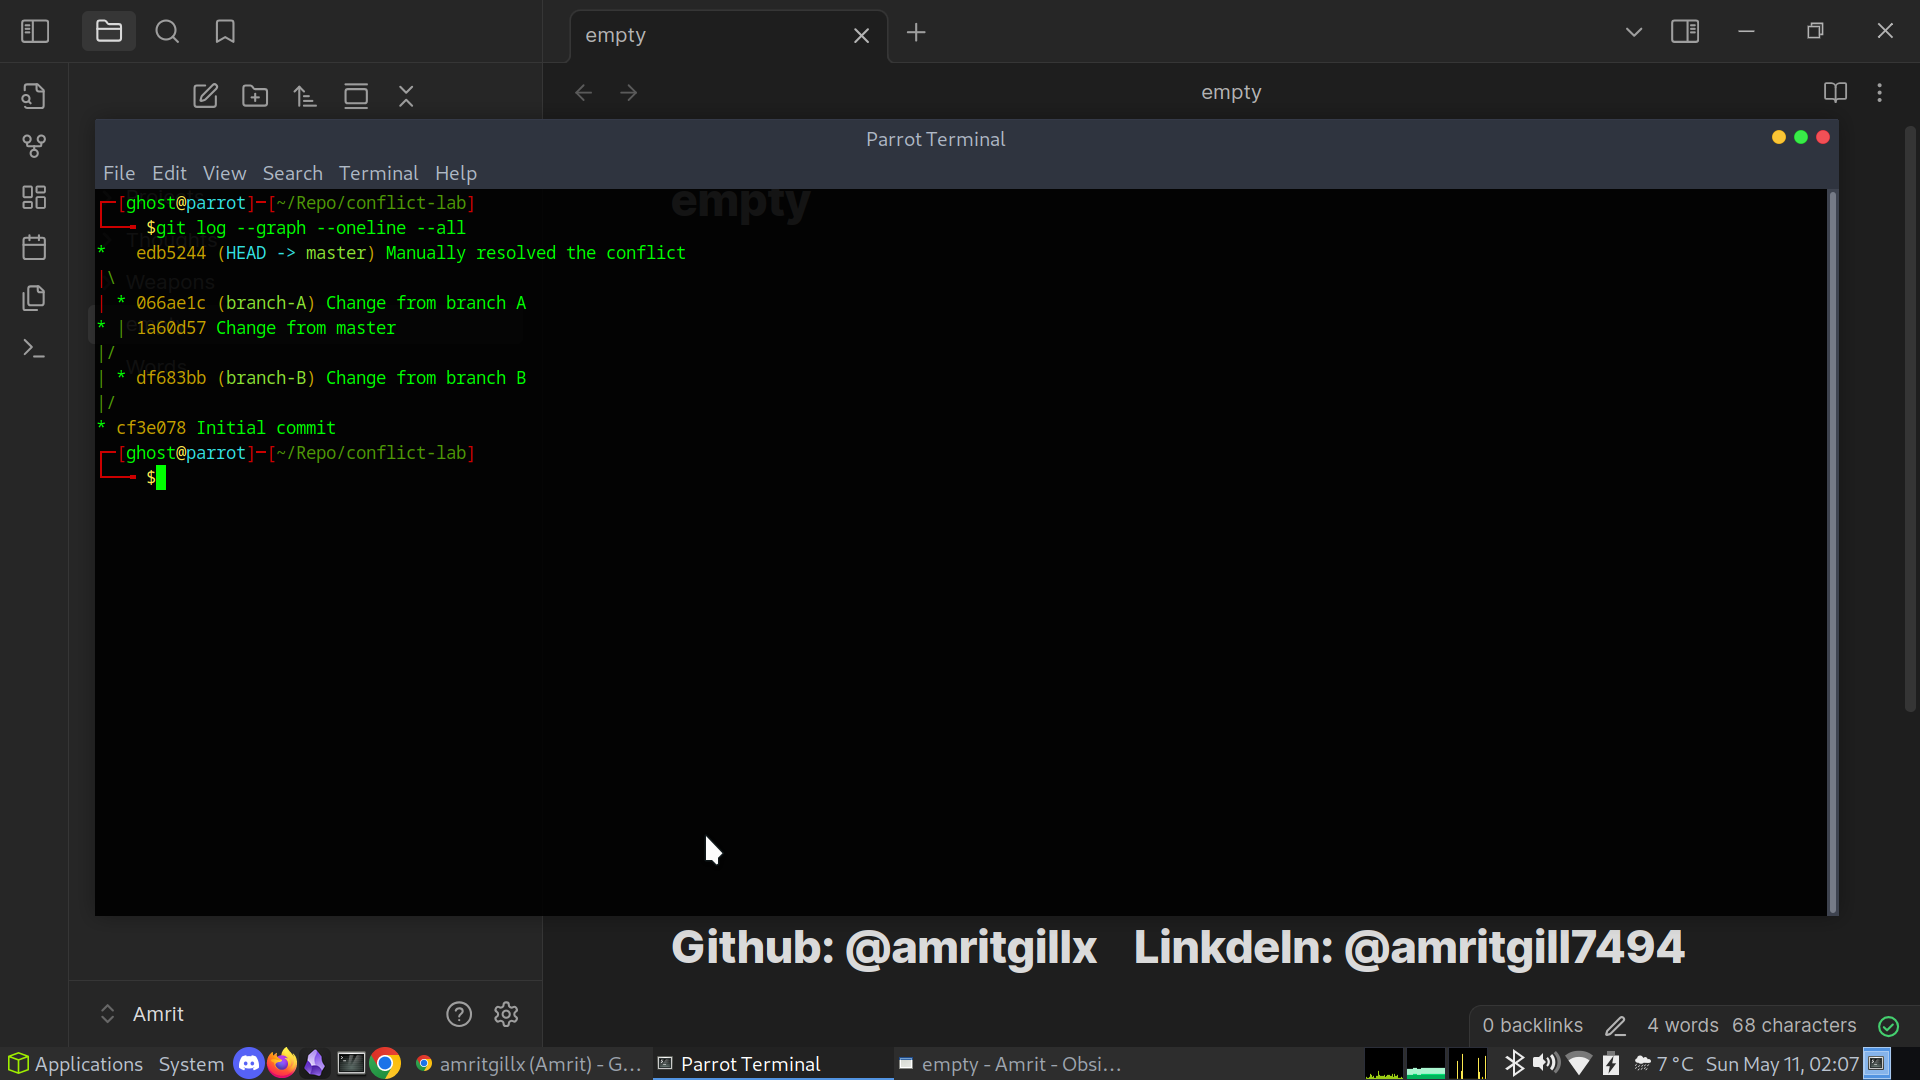 empty
empty
Parrot Terminal
File Edit View Search Terminal Help
empty
[ghost@parrot]─[~/Repo/conflict-lab]
$git log --graph --oneline --all
*   edb5244 (HEAD -> master) Manually resolved the conflict
|\
Weapons
| * 066ae1c (branch-A) Change from branch A
* | 1a60d57 Change from master
|/
| * df683bb (branch-B) Change from branch B
|/
* cf3e078 Initial commit
[ghost@parrot]─[~/Repo/conflict-lab]
$
Github: @amritgillx Linkdeln: @amritgill7494
Amrit
0 backlinks 4 words 68 characters
Applications System amritgillx (Amrit) - G... Parrot Terminal empty - Amrit - Obsi... 7 °C Sun May 11, 02:07